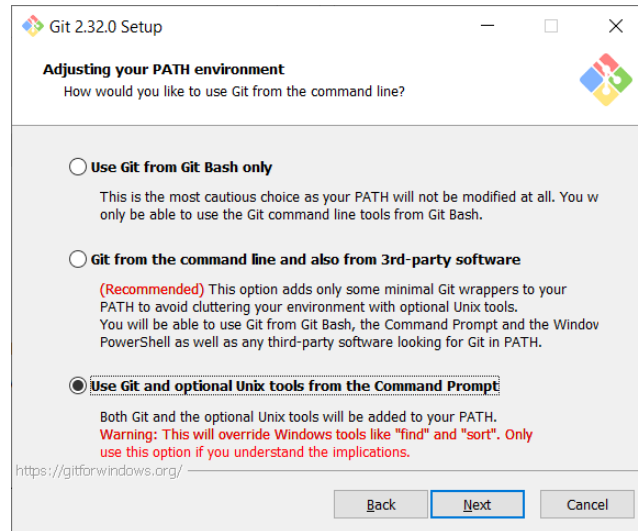 Git 2.32.0 Setup
Adjusting your PATH environment
How would you like to use Git from the command line?
Use Git from Git Bash only
This is the most cautious choice as your PATH will not be modified at all. You w
only be able to use the Git command line tools from Git Bash.
Git from the command line and also from 3rd-party software
(Recommended) This option adds only some minimal Git wrappers to your
PATH to avoid cluttering your environment with optional Unix tools.
You will be able to use Git from Git Bash, the Command Prompt and the Window
PowerShell as well as any third-party software looking for Git in PATH.
Use Git and optional Unix tools from the Command Prompt
Both Git and the optional Unix tools will be added to your PATH.
Warning: This will override Windows tools like "find" and "sort". Only
use this option if you understand the implications.
https://gitforwindows.org/
Back Next Cancel